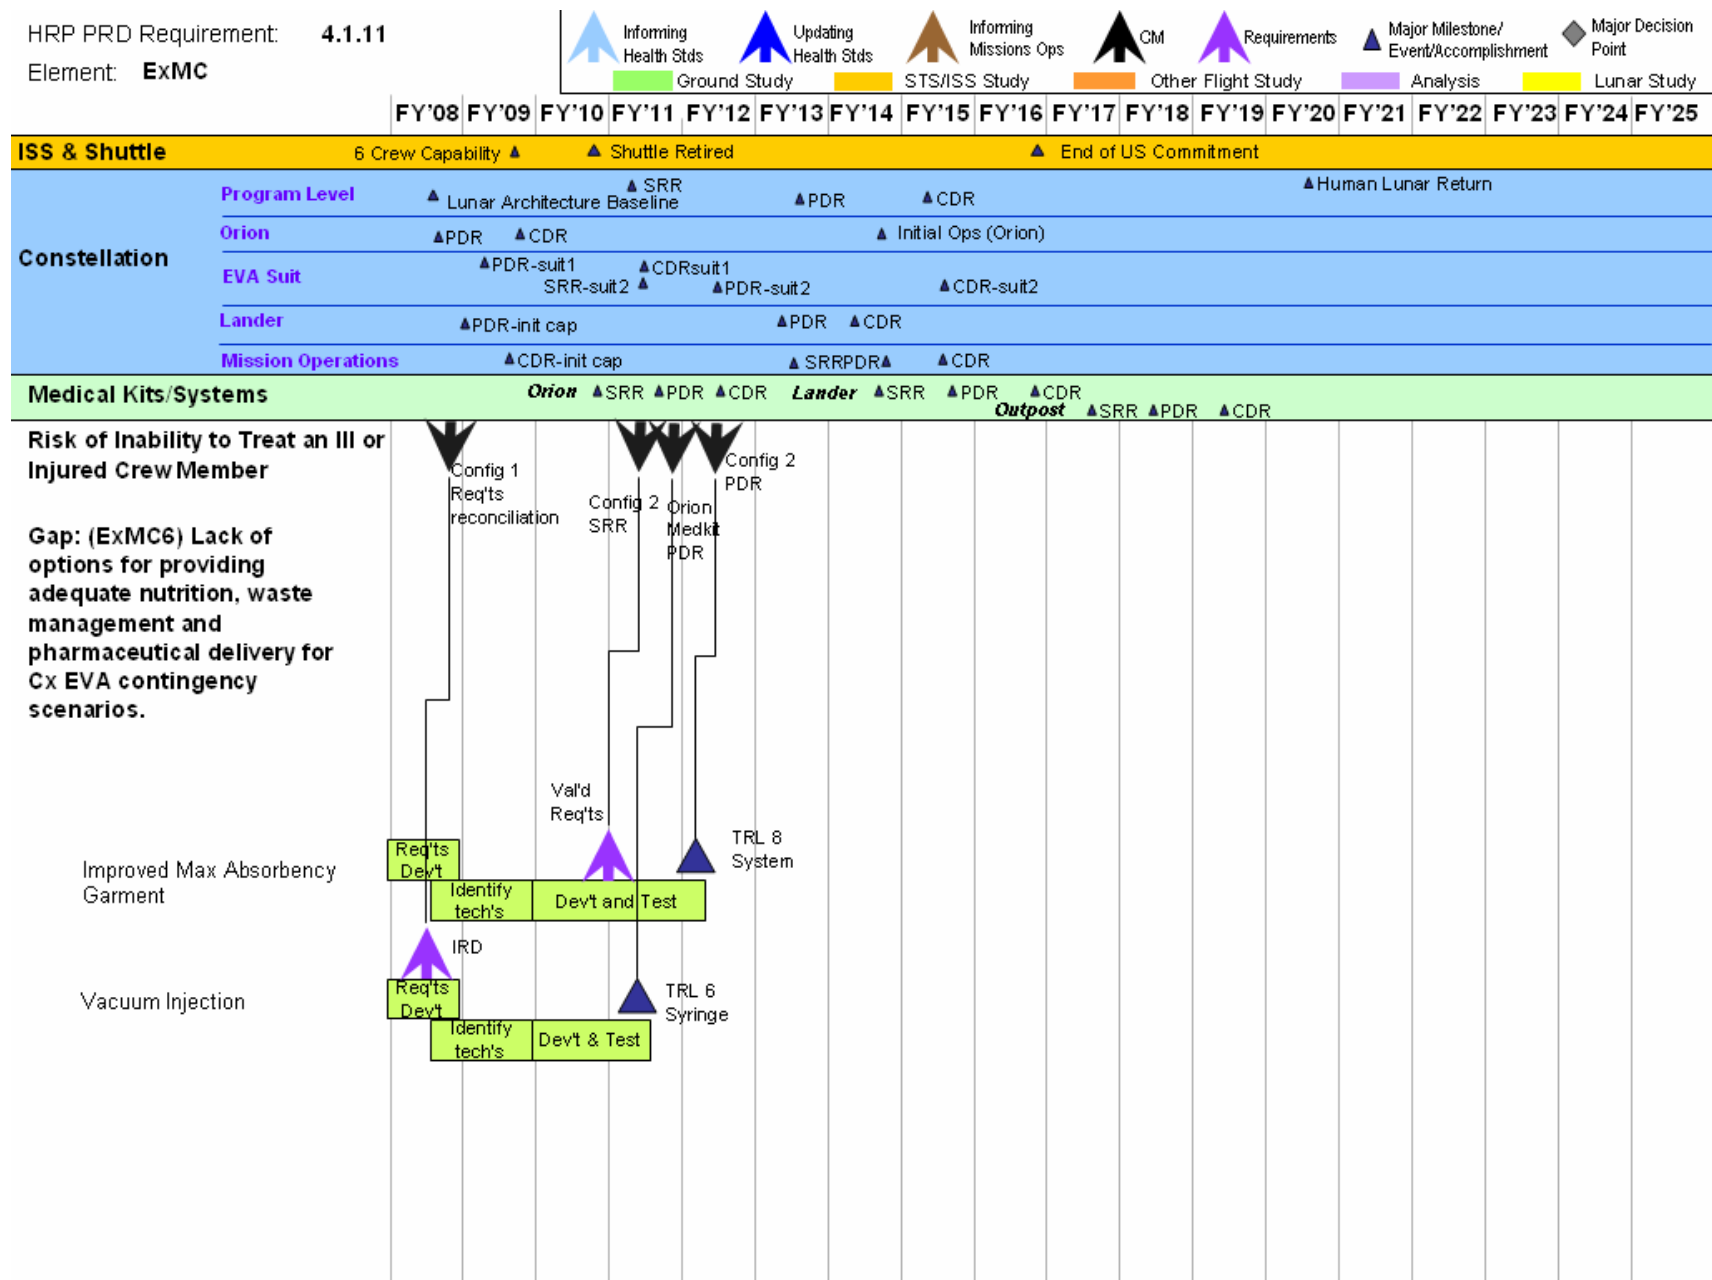 HRP PRD Requirement: 4.1.11
Element: ExMC
Informing
Health Stds
Updating
Health Stds
Informing
Missions Ops
CM
Requirements
Major Milestone/
Event/Accomplishment
Major Decision
Point
Ground Study
STS/ISS Study
Other Flight Study
Analysis
Lunar Study
FY'08 FY'09 FY'10 FY'11 FY'12 FY'13 FY'14 FY'15 FY'16 FY'17 FY'18 FY'19 FY'20 FY'21 FY'22 FY'23 FY'24 FY'25
ISS & Shuttle
6 Crew Capability
Shuttle Retired
End of US Commitment
Constellation
Program Level
Lunar Architecture Baseline
SRR
PDR
CDR
Human Lunar Return
Orion
PDR
CDR
Initial Ops (Orion)
EVA Suit
PDR-suit1
CDRsuit1
SRR-suit2
PDR-suit2
CDR-suit2
Lander
PDR-init cap
PDR
CDR
Mission Operations
CDR-init cap
SRRPDR
CDR
Medical Kits/Systems
Orion SRR PDR CDR
Lander SRR PDR CDR
Outpost SRR PDR CDR
Risk of Inability to Treat an Ill or
Injured Crew Member
Config 1
Req'ts
reconciliation
Config 2
SRR
Orion
Medkit
PDR
Config 2
PDR
Gap: (ExMC6) Lack of
options for providing
adequate nutrition, waste
management and
pharmaceutical delivery for
Cx EVA contingency
scenarios.
Val'd
Req'ts
TRL 8
System
Improved Max Absorbency
Garment
Req'ts
Dev't
Identify
tech's
Dev't and Test
IRD
Vacuum Injection
Req'ts
Dev't
TRL 6
Syringe
Identify
tech's
Dev't & Test